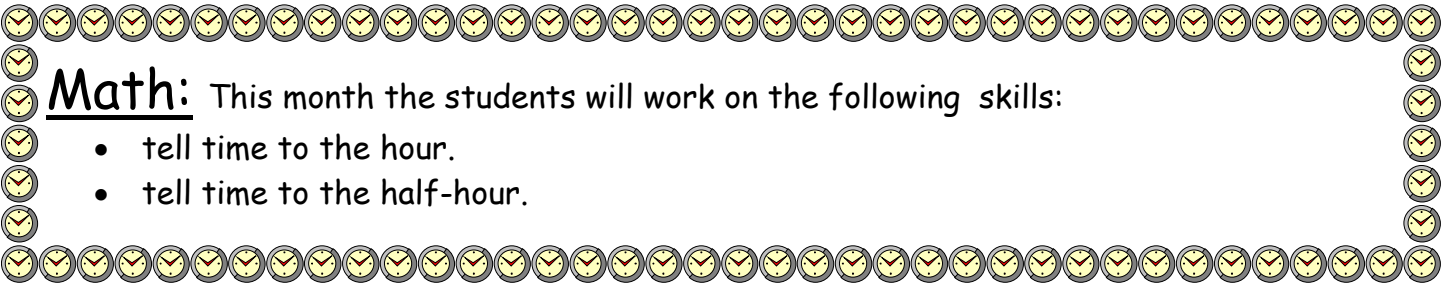 Math: This month the students will work on the following  skills:
• tell time to the hour.
• tell time to the half-hour.